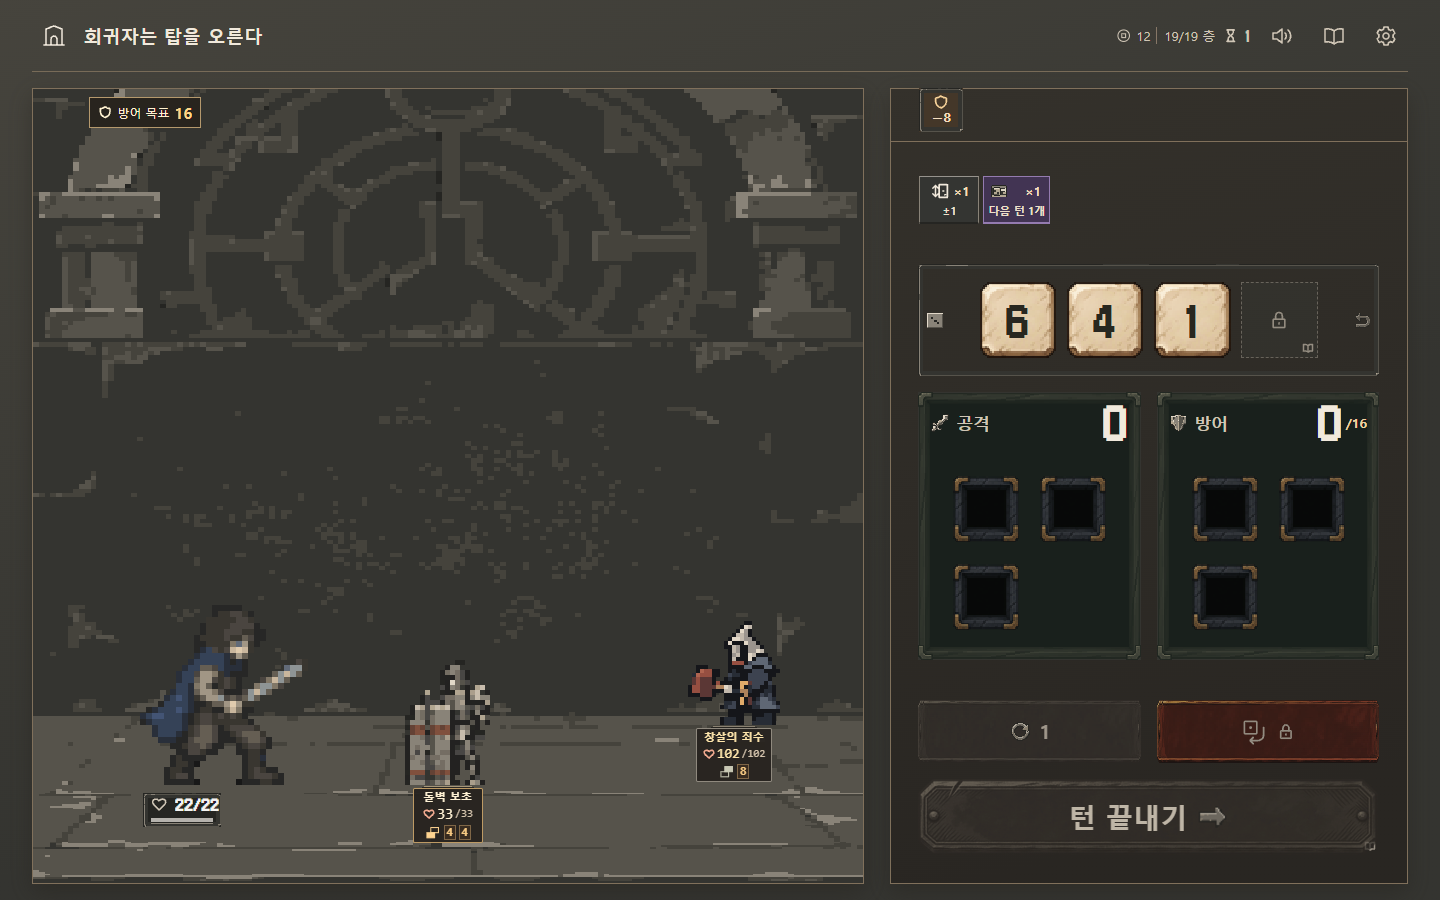 회귀자는 탑을 오른다
12
19/19 층
1
방어 목표 16
-8
×1
±1
×1
다음 턴 1개
6 4 1
공격 0
방어 0 /16
22/22
돌벽 보초
33/33
4 4
창살의 죄수
102/102
8
1
턴 끝내기